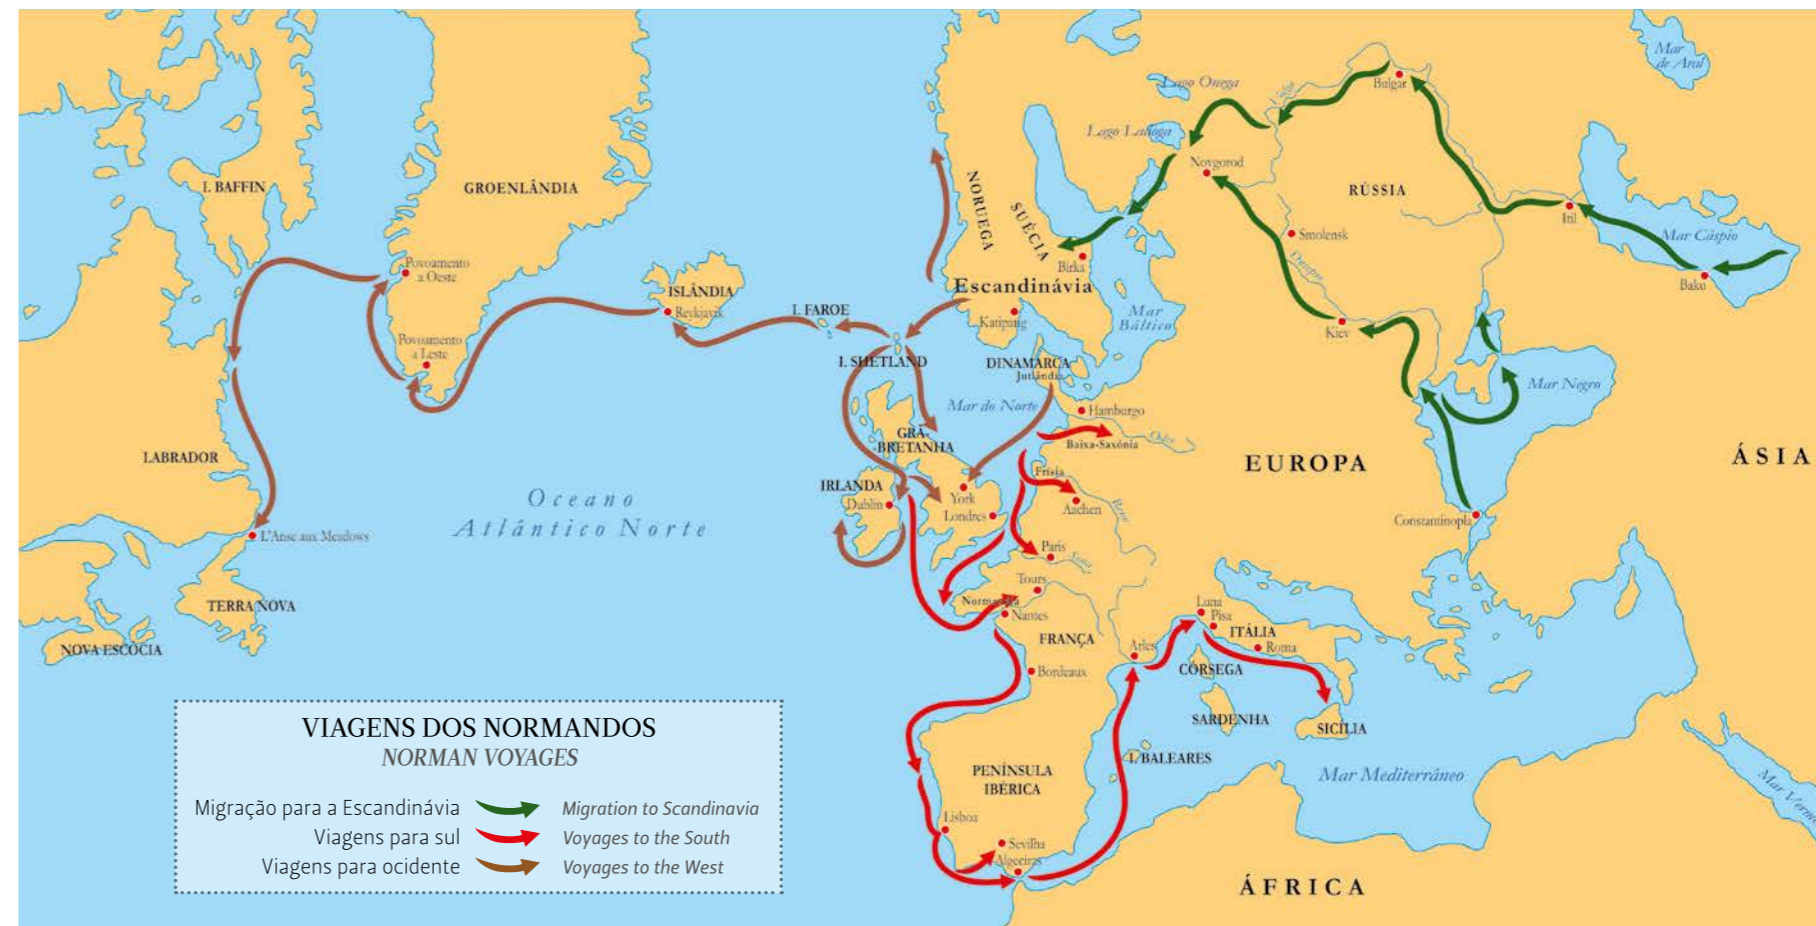 Mar
de Aral
Lago Onega
Bulgar
Volga
Lago Ladoga
Novgorod
I. BAFFIN
GROENLÂNDIA
NORUEGA
SUÉCIA
RÚSSIA
Itil
Smolensk
Mar Cáspio
Dniepre
Povoamento
a Oeste
Birka
Baku
ISLÂNDIA
Reykjavik
Escandinávia
I. FAROE
Katipang
Mar
Báltico
Kiev
Povoamento
a Leste
I. SHETLAND
DINAMARCA
Jutlândia
Mar Negro
Mar do Norte
Hamburgo
Oder
GRÃ-
BRETANHA
Baixa-Saxónia
LABRADOR
EUROPA
ÁSIA
Frísia
IRLANDA
Dublin
York
Londres
Aachen
Reno
Oceano
Atlântico Norte
Constantinopla
L'Anse aux Meadows
Paris
Sena
Tours
Normandia
Nantes
TERRA NOVA
Luna
Pisa
ITÁLIA
Roma
NOVA ESCÓCIA
FRANÇA
Arles
CÓRSEGA
Bordeaux
SARDENHA
SICÍLIA
I. BALEARES
PENÍNSULA
IBÉRICA
Mar Mediterrâneo
Mar Verme
Lisboa
Sevilha
Algeciras
ÁFRICA
VIAGENS DOS NORMANDOS
NORMAN VOYAGES
Migração para a Escandinávia Migration to Scandinavia
Viagens para sul Voyages to the South
Viagens para ocidente Voyages to the West